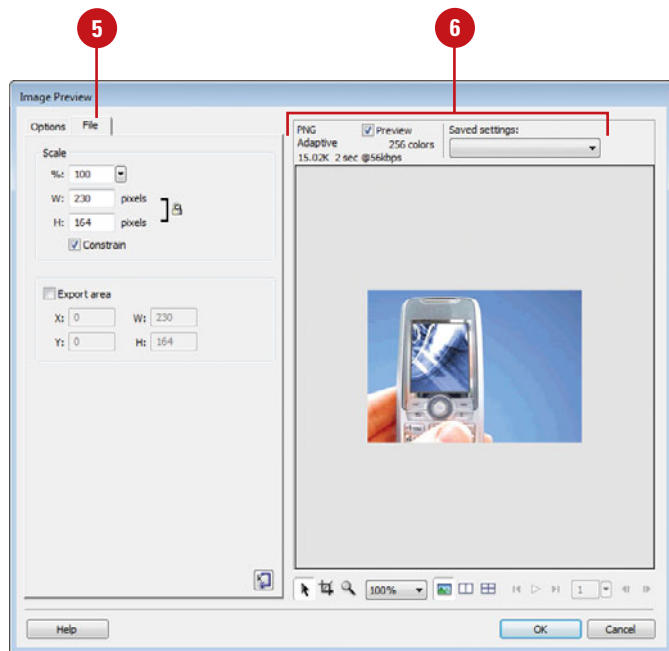 5
6
Image Preview
Options File
Scale
%: 100
W: 230 pixels
H: 164 pixels
Constrain
Export area
X: 0 W: 230
Y: 0 H: 164
PNG Preview Saved settings:
Adaptive 256 colors
15.02K 2 sec @56kbps
100%
1
Help
OK
Cancel